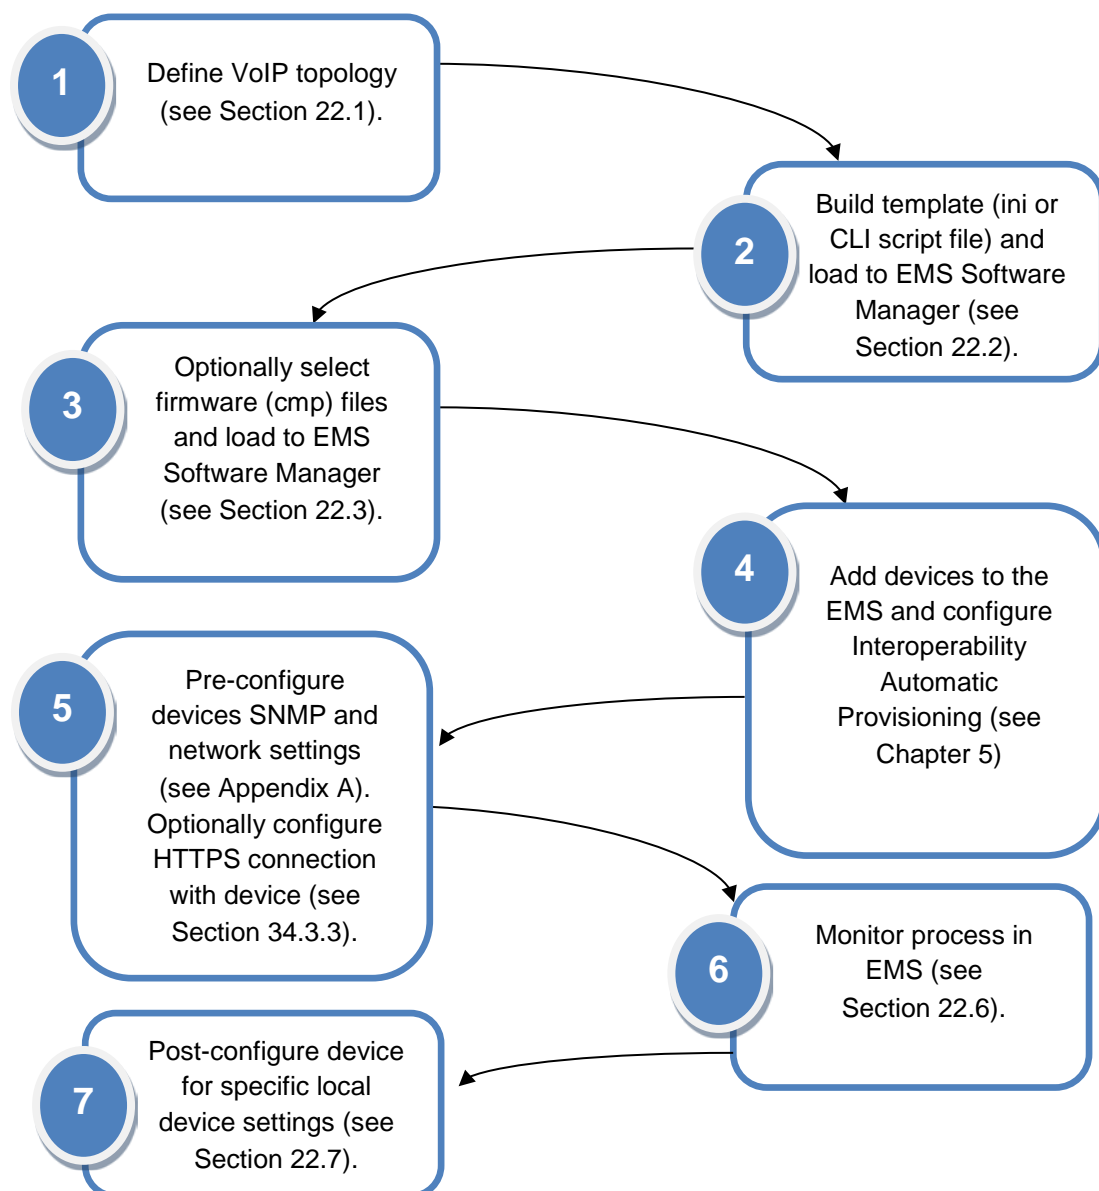 1
Define VoIP topology
(see Section 22.1).
2
Build template (ini or
CLI script file) and
load to EMS Software
Manager (see
Section 22.2).
3
Optionally select
firmware (cmp) files
and load to EMS
Software Manager
(see Section 22.3).
4
Add devices to the
EMS and configure
Interoperability
Automatic
Provisioning (see
Chapter 5)
5
Pre-configure
devices SNMP and
network settings
(see Appendix A).
Optionally configure
HTTPS connection
with device (see
Section 34.3.3).
6
Monitor process in
EMS (see
Section 22.6).
7
Post-configure device
for specific local
device settings (see
Section 22.7).